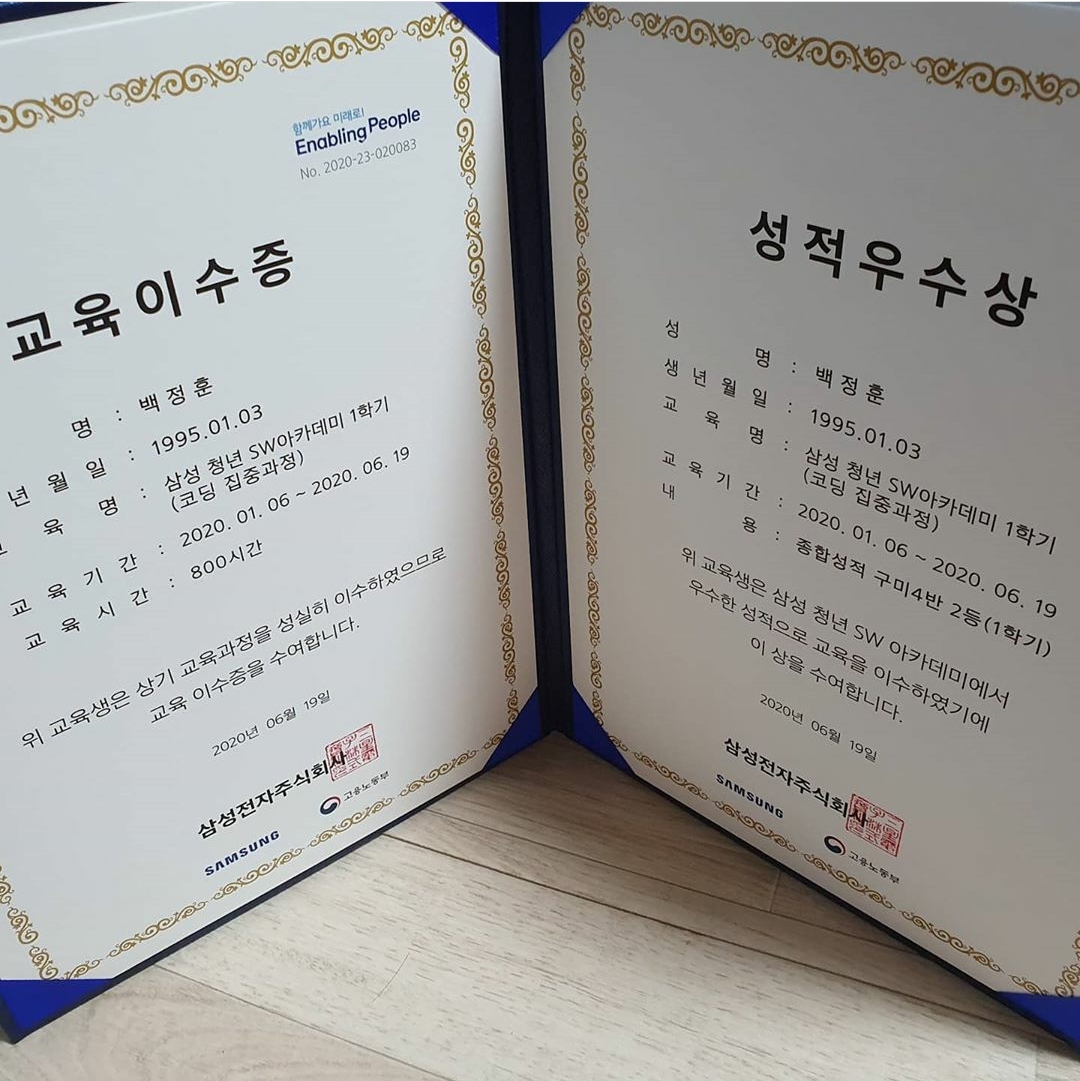 함께가요 미래로!
Enabling People
No. 2020-23-020083
교육이수증
명 : 백 정 훈
년 월 일 : 1995.01.03
육 명 : 삼성 청년 SW아카데미 1학기
(코딩 집중과정)
교 육 기 간 : 2020. 01. 06 ~ 2020. 06. 19
교 육 시 간 : 800시간
위 교육생은 상기 교육과정을 성실히 이수하였으므로
교육 이수증을 수여합니다.
2020년 06월 19일
삼성전자주식회사
SAMSUNG
고용노동부
성적우수상
성 명 : 백 정 훈
생 년 월 일 : 1995.01.03
교 육 명 : 삼성 청년 SW아카데미 1학기
(코딩 집중과정)
교 육 기 간 : 2020. 01. 06 ~ 2020. 06. 19
내 용 : 종합성적 구미4반 2등(1학기)
위 교육생은 삼성 청년 SW 아카데미에서
우수한 성적으로 교육을 이수하였기에
이 상을 수여합니다.
2020년 06월 19일
삼성전자주식회사
SAMSUNG
고용노동부